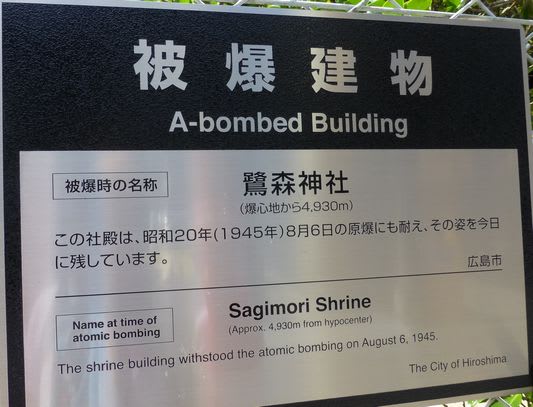 被爆建物
A-bombed Building
被爆時の名称
鷺森神社
(爆心地から4,930m)
この社殿は、昭和20年(1945年)8月6日の原爆にも耐え、その姿を今日
に残しています。
広島市
Name at time of
atomic bombing
Sagimori Shrine
(Approx. 4,930m from hypocenter)
The shrine building withstood the atomic bombing on August 6, 1945.
The City of Hiroshima